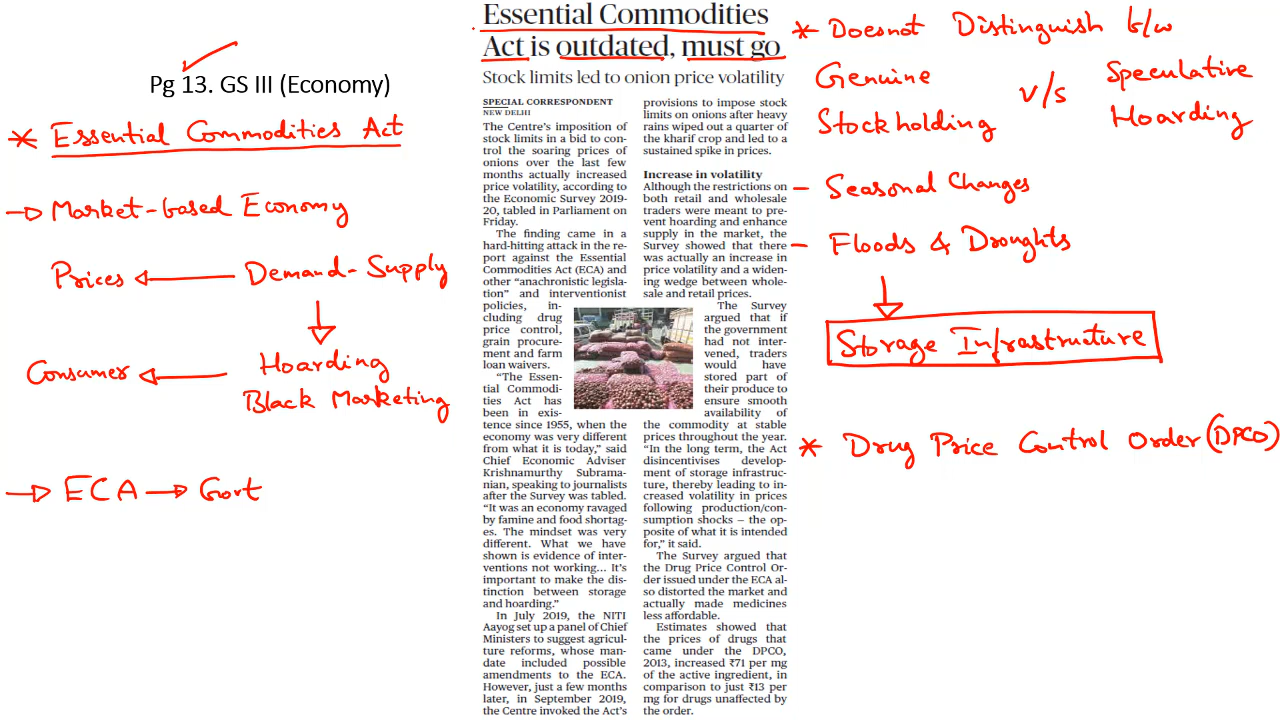 Pg 13. GS III (Economy)
* Essential Commodities Act
→ Market-based Economy
Prices ← Demand-Supply
↓
Consumer ← Hoarding
Black Marketing
→ ECA → Govt
Essential Commodities
Act is outdated, must go
Stock limits led to onion price volatility
SPECIAL CORRESPONDENT
NEW DELHI
The Centre's imposition of
stock limits in a bid to con-
trol the soaring prices of
onions over the last few
months actually increased
price volatility, according to
the Economic Survey 2019-
20, tabled in Parliament on
Friday.
The finding came in a
hard-hitting attack in the re-
port against the Essential
Commodities Act (ECA) and
other "anachronistic legisla-
tion" and interventionist
policies, in-
cluding drug
price control,
grain procure-
ment and farm
loan waivers.
"The Essen-
tial Commodi-
ties Act has
been in exis-
tence since 1955, when the
economy was very different
from what it is today," said
Chief Economic Adviser
Krishnamurthy Subrama-
nian, speaking to journalists
after the Survey was tabled.
"It was an economy ravaged
by famine and food shortag-
es. The mindset was very
different. What we have
shown is evidence of inter-
ventions not working... It's
important to make the dis-
tinction between storage
and hoarding."
In July 2019, the NITI
Aayog set up a panel of Chief
Ministers to suggest agricul-
ture reforms, whose man-
date included possible
amendments to the ECA.
However, just a few months
later, in September 2019,
the Centre invoked the Act's
provisions to impose stock
limits on onions after heavy
rains wiped out a quarter of
the kharif crop and led to a
sustained spike in prices.
Increase in volatility
Although the restrictions on
both retail and wholesale
traders were meant to pre-
vent hoarding and enhance
supply in the market, the
Survey showed that there
was actually an increase in
price volatility and a widen-
ing wedge between whole-
sale and retail prices.
The Survey
argued that if
the government
had not inter-
vened, traders
would have
stored part of
their produce to
ensure smooth
availability of
the commodity at stable
prices throughout the year.
"In the long term, the Act
disincentivises develop-
ment of storage infrastruc-
ture, thereby leading to in-
creased volatility in prices
following production/con-
sumption shocks – the op-
posite of what it is intended
for," it said.
The Survey argued that
the Drug Price Control Or-
der issued under the ECA al-
so distorted the market and
actually made medicines
less affordable.
Estimates showed that
the prices of drugs that
came under the DPCO,
2013, increased ₹71 per mg
of the active ingredient, in
comparison to just ₹13 per
mg for drugs unaffected by
the order.
* Doesnot Distinguish b/w
Genuine Stockholding v/s Speculative Hoarding
- Seasonal Changes
- Floods & Droughts
↓
Storage Infrastructure
* Drug Price Control Order (DPCO)